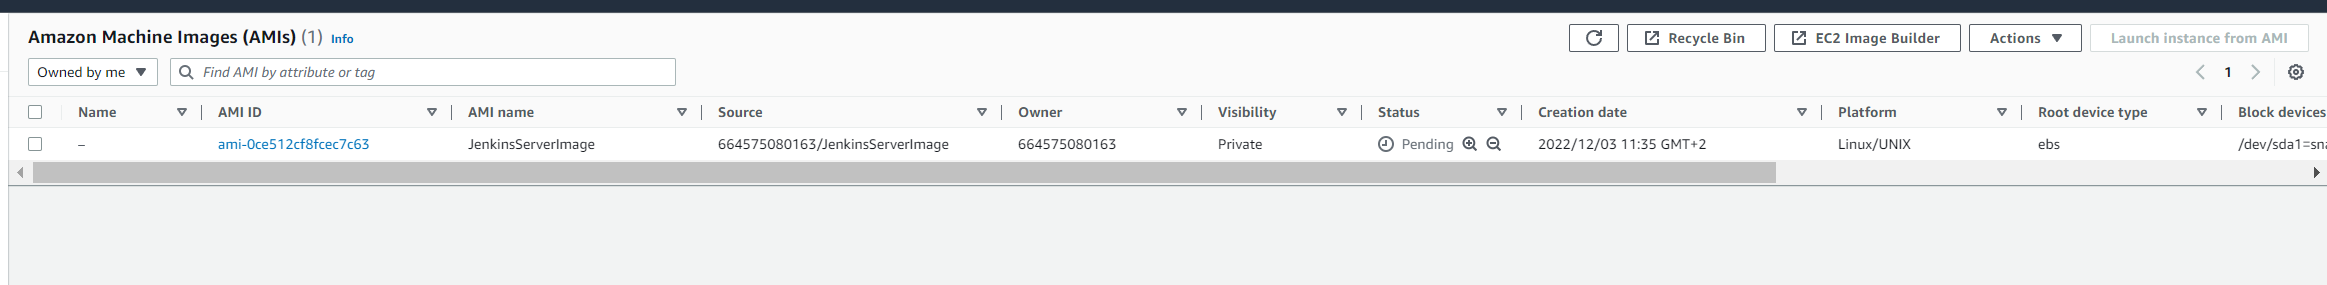 Amazon Machine Images (AMIs) (1) Info
Recycle Bin
EC2 Image Builder
Actions
Launch instance from AMI
Owned by me
Find AMI by attribute or tag
1
Name AMI ID AMI name Source Owner Visibility Status Creation date Platform Root device type Block devices
– ami-0ce512cf8fcec7c63 JenkinsServerImage 664575080163/JenkinsServerImage 664575080163 Private Pending 2022/12/03 11:35 GMT+2 Linux/UNIX ebs /dev/sda1=sna